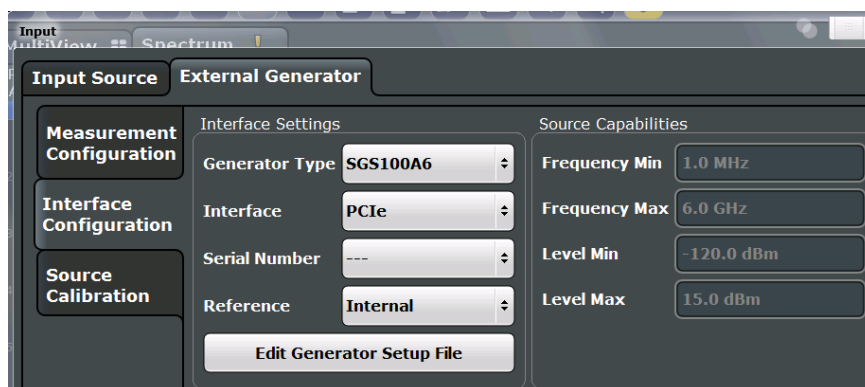 Input
MultiView Spectrum !
Input Source External Generator
Measurement Configuration
Interface Configuration
Source Calibration
Interface Settings
Generator Type SGS100A6
Interface PCIe
Serial Number ---
Reference Internal
Edit Generator Setup File
Source Capabilities
Frequency Min 1.0 MHz
Frequency Max 6.0 GHz
Level Min -120.0 dBm
Level Max 15.0 dBm